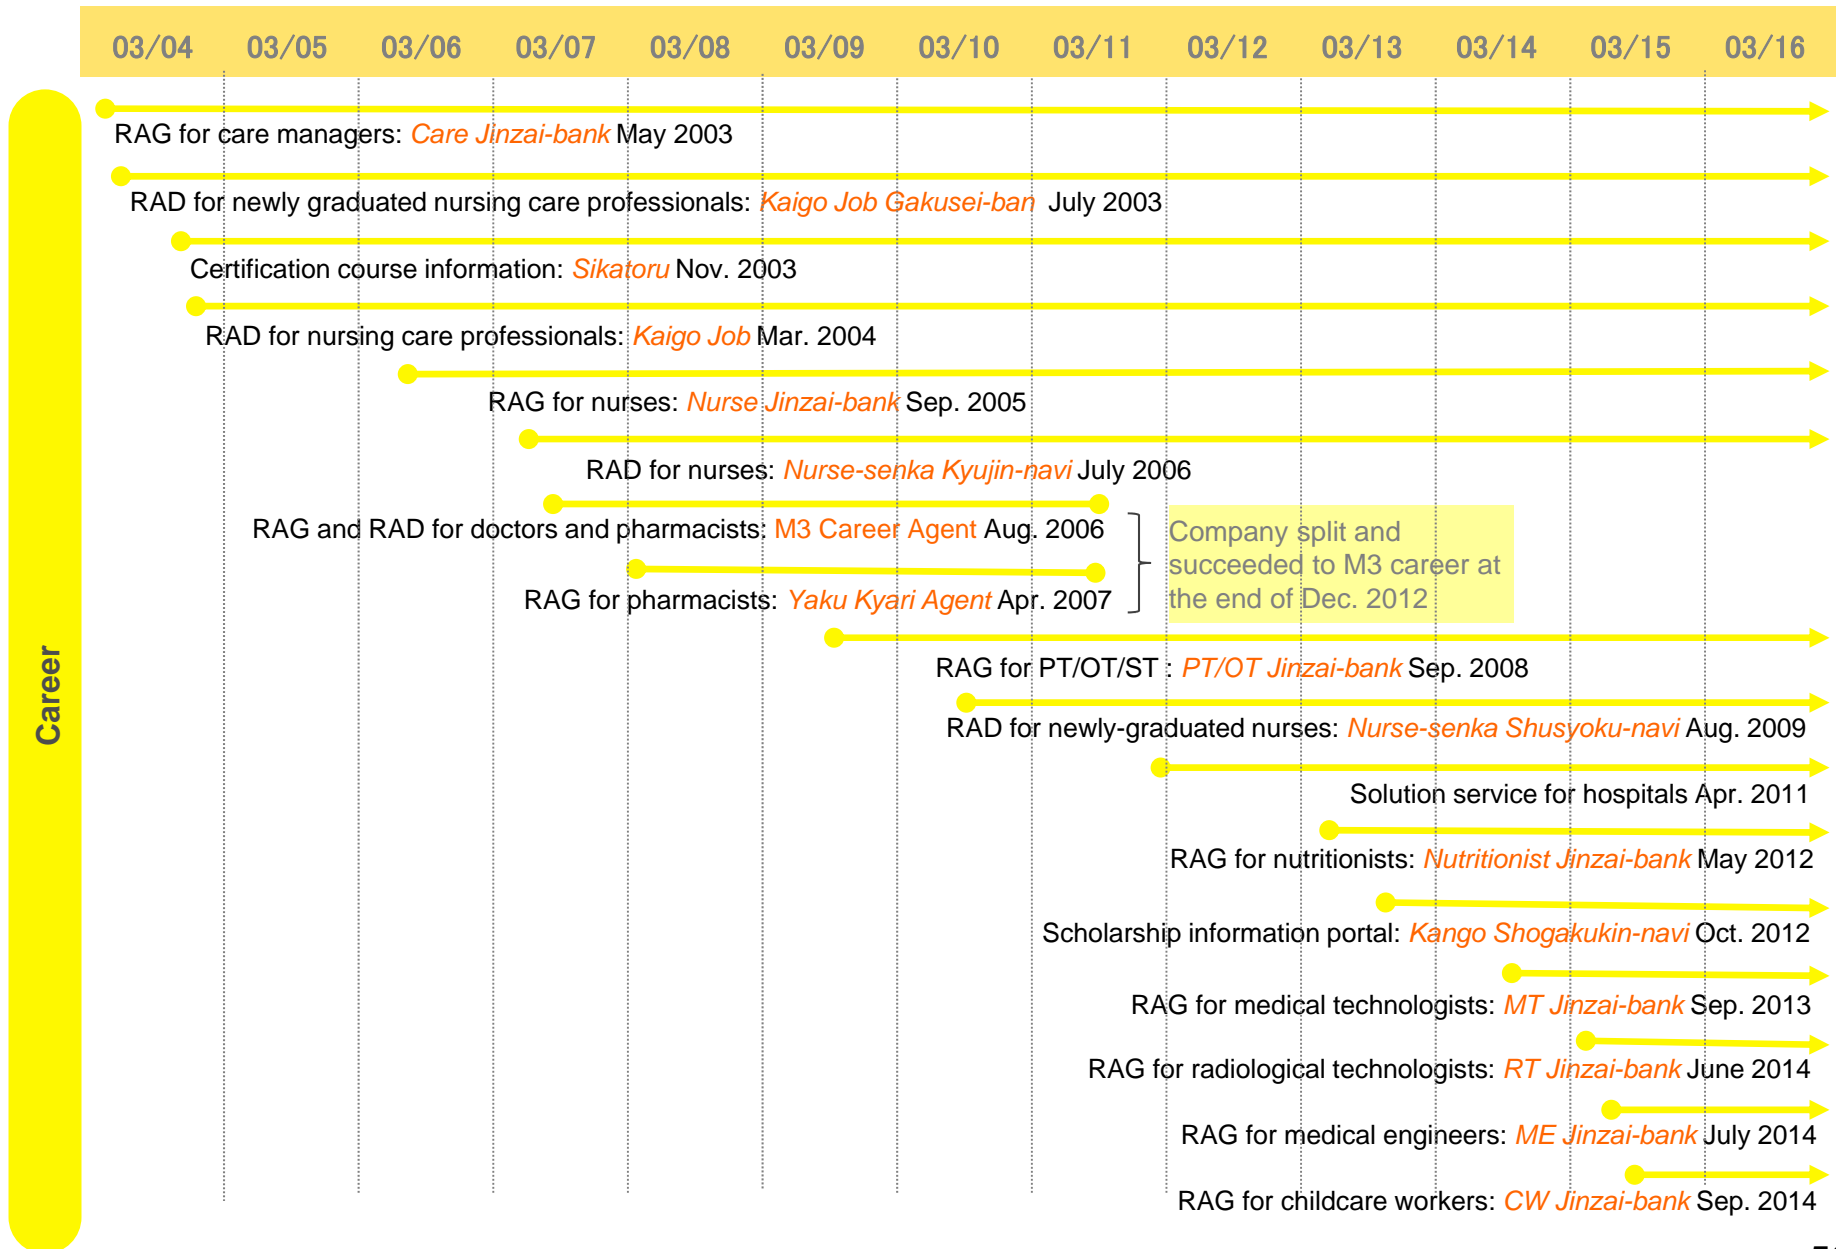 03/04 03/05 03/06 03/07 03/08 03/09 03/10 03/11 03/12 03/13 03/14 03/15 03/16
Career
RAG for care managers: Care Jinzai-bank May 2003
RAD for newly graduated nursing care professionals: Kaigo Job Gakusei-ban July 2003
Certification course information: Sikatoru Nov. 2003
RAD for nursing care professionals: Kaigo Job Mar. 2004
RAG for nurses: Nurse Jinzai-bank Sep. 2005
RAD for nurses: Nurse-senka Kyujin-navi July 2006
RAG and RAD for doctors and pharmacists: M3 Career Agent Aug. 2006
RAG for pharmacists: Yaku Kyari Agent Apr. 2007
Company split and
succeeded to M3 career at
the end of Dec. 2012
RAG for PT/OT/ST : PT/OT Jinzai-bank Sep. 2008
RAD for newly-graduated nurses: Nurse-senka Shusyoku-navi Aug. 2009
Solution service for hospitals Apr. 2011
RAG for nutritionists: Nutritionist Jinzai-bank May 2012
Scholarship information portal: Kango Shogakukin-navi Oct. 2012
RAG for medical technologists: MT Jinzai-bank Sep. 2013
RAG for radiological technologists: RT Jinzai-bank June 2014
RAG for medical engineers: ME Jinzai-bank July 2014
RAG for childcare workers: CW Jinzai-bank Sep. 2014